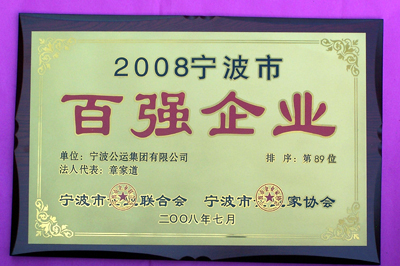 2008宁波市
百强企业
单位：宁波公运集团有限公司 排 序：第89位
法人代表：章家道
宁波市 联合会 宁波市 家协会
二〇〇八年七月